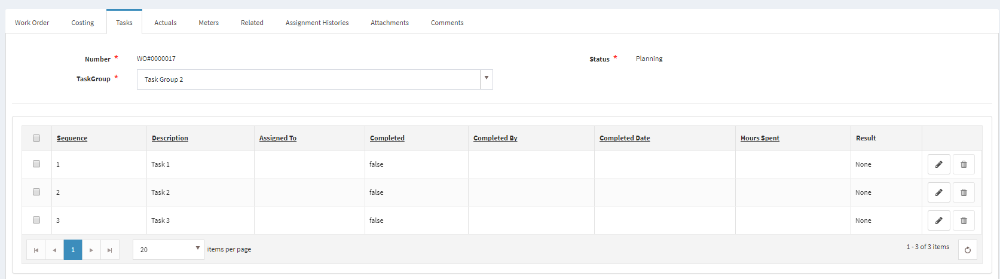 Work Order Costing Tasks Actuals Meters Related Assignment Histories Attachments Comments
Number * WO#0000017 Status * Planning
TaskGroup * Task Group 2
Sequence Description Assigned To Completed Completed By Completed Date Hours Spent Result
1 Task 1 false None
2 Task 2 false None
3 Task 3 false None
1 20 items per page 1 - 3 of 3 items